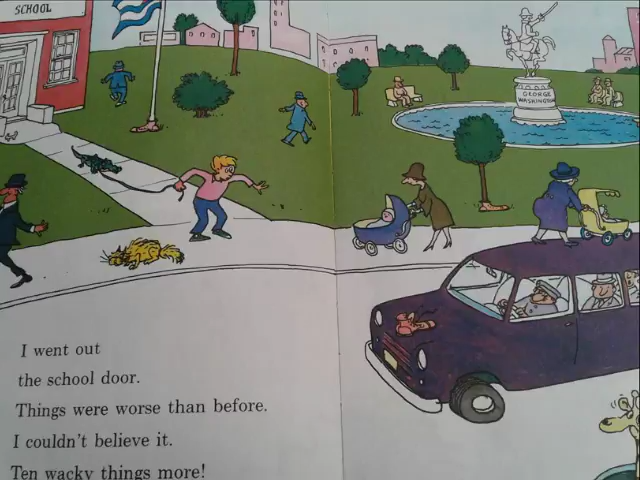 SCHOOL
GEORGE
WASHINGTON
I went out
the school door.
Things were worse than before.
I couldn't believe it.
Ten wacky things more!